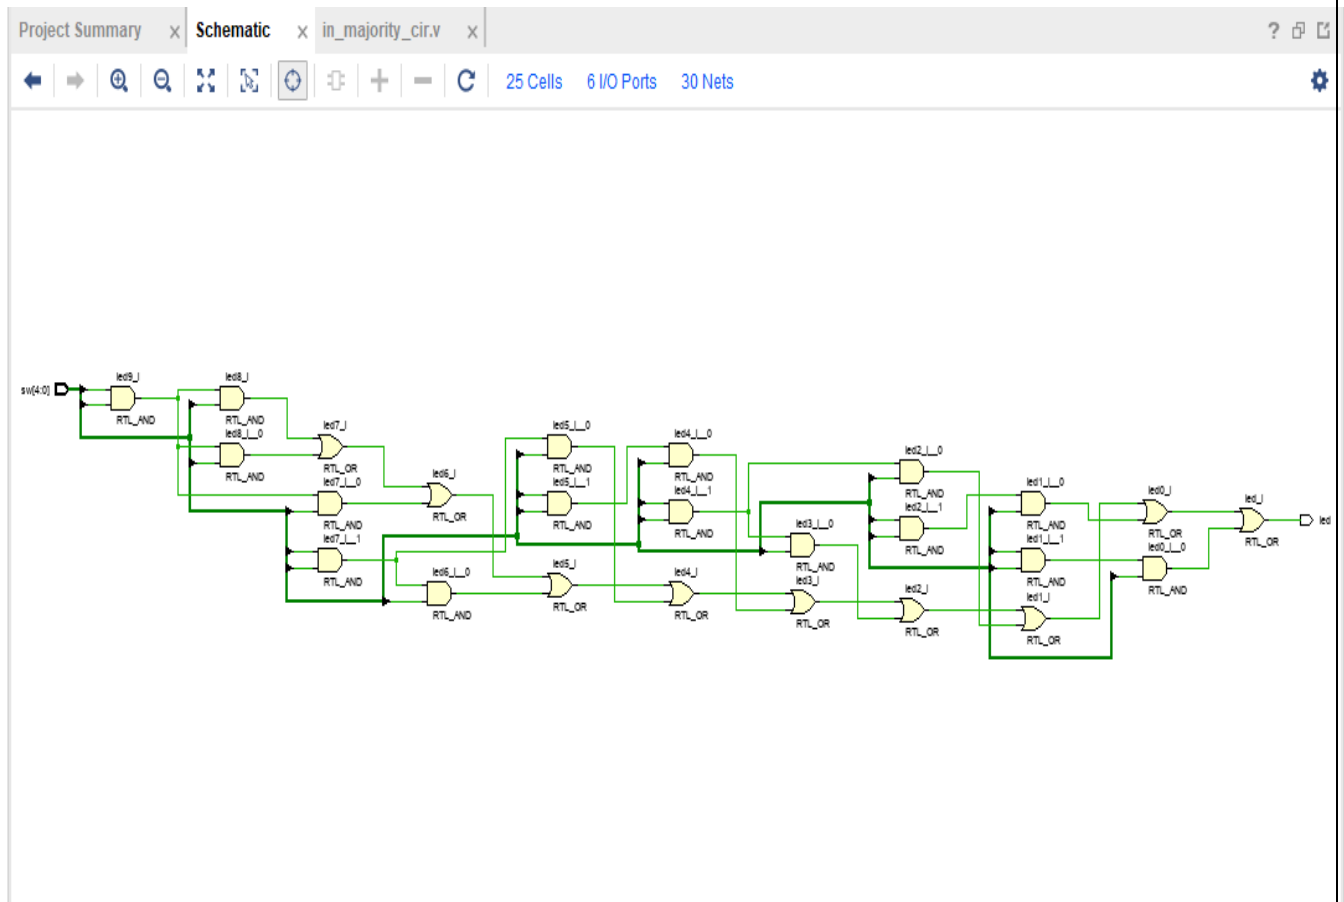 Project Summary × Schematic × in_majority_cir.v ×
25 Cells 6 I/O Ports 30 Nets
sw[4:0]
led9_i
RTL_AND
led8_i
RTL_AND
led8_i__0
RTL_AND
led7_i
RTL_OR
led7_i__0
RTL_AND
led7_i__1
RTL_AND
led6_i
RTL_OR
led6_i__0
RTL_AND
led5_i__0
RTL_AND
led5_i__1
RTL_AND
led5_i
RTL_OR
led4_i__0
RTL_AND
led4_i__1
RTL_AND
led4_i
RTL_OR
led3_i__0
RTL_AND
led3_i
RTL_OR
led2_i__0
RTL_AND
led2_i__1
RTL_AND
led2_i
RTL_OR
led1_i__0
RTL_AND
led1_i__1
RTL_AND
led1_i
RTL_OR
led0_i
RTL_OR
led0_i__0
RTL_AND
led_i
RTL_OR
led